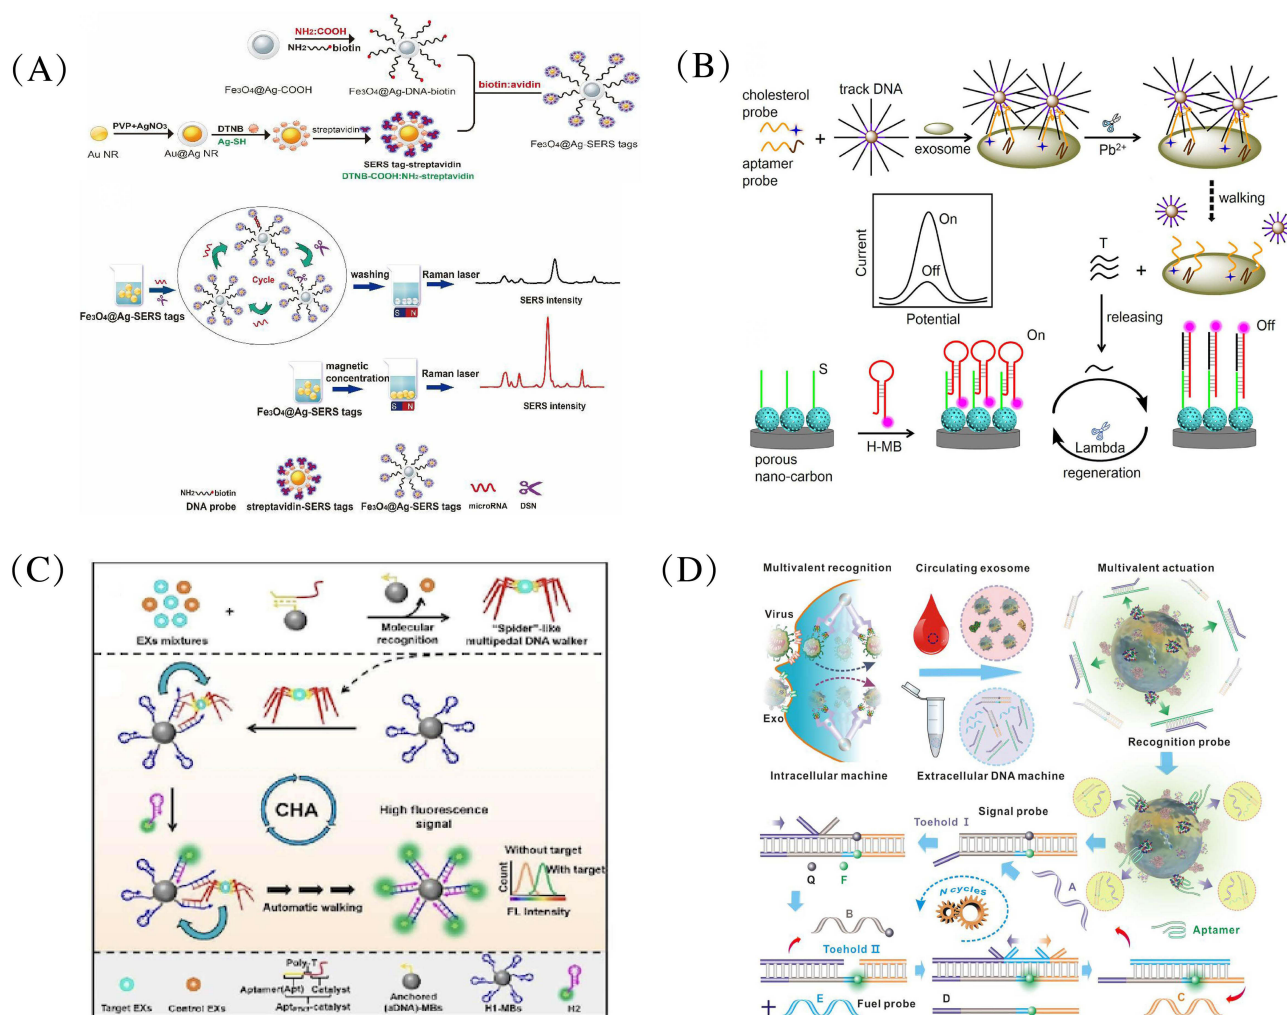 (A)
NH₂:COOH
NH₂ biotin
Fe₃O₄@Ag-COOH
Fe₃O₄@Ag-DNA-biotin
biotin:avidin
Fe₃O₄@Ag-SERS tags
PVP+AgNO₃
DTNB
Ag-SH
streptavidin
Au NR
Au@Ag NR
SERS tag-streptavidin
DTNB-COOH:NH₂-streptavidin
Cycle
Fe₃O₄@Ag-SERS tags
washing
Raman laser
S N
SERS intensity
magnetic
concentration
Raman laser
Fe₃O₄@Ag-SERS tags
S N
SERS intensity
NH₂ biotin
DNA probe
streptavidin-SERS tags
Fe₃O₄@Ag-SERS tags
microRNA
DSN
(B)
cholesterol
probe
+
aptamer
probe
track DNA
exosome
Pb²⁺
walking
T
+
releasing
Current
On
Off
Potential
S
porous
nano-carbon
H-MB
On
Lambda
regeneration
Off
(C)
EXs mixtures
+
Molecular
recognition
"Spider"-like
multipedal DNA walker
CHA
High fluorescence
signal
Automatic walking
Without target
With target
Count
FL Intensity
Target EXs
Control EXs
Poly-T
Aptamer(Apt) Catalyst
Anchored
(aDNA)-MBs
H1-MBs
H2
(D)
Multivalent recognition
Virus
Exo
Intracellular machine
Circulating exosome
Extracellular DNA machine
Multivalent actuation
Recognition probe
Signal probe
Toehold I
Q
F
A
N cycles
B
Toehold II
Aptamer
+
E
Fuel probe
D
C